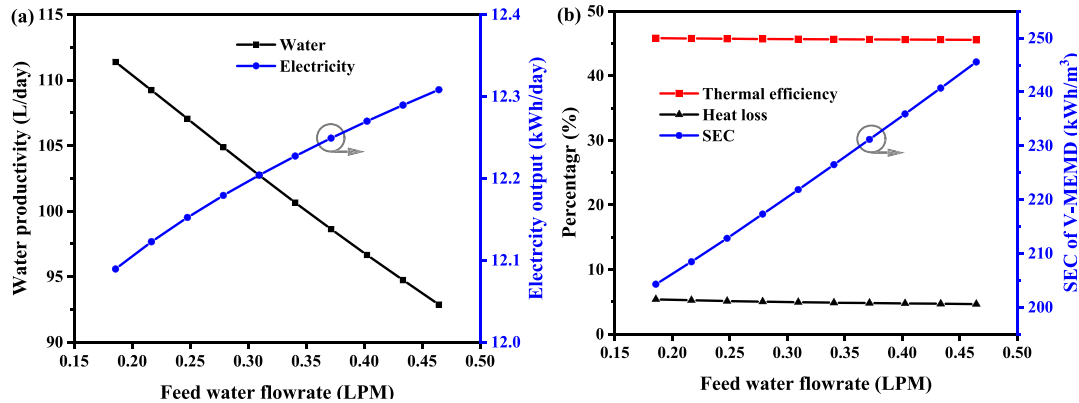 (a)
Water productivity (L/day)
115
110
105
100
95
90
Water
Electricity
12.4
12.3
12.2
12.1
12.0
Electrcity output (kWh/day)
0.15 0.20 0.25 0.30 0.35 0.40 0.45 0.50
Feed water flowrate (LPM)
(b)
Percentagr (%)
50
40
30
20
10
0
Thermal efficiency
Heat loss
SEC
250
240
230
220
210
200
SEC of V-MEMD (kWh/m³)
0.15 0.20 0.25 0.30 0.35 0.40 0.45 0.50
Feed water flowrate (LPM)